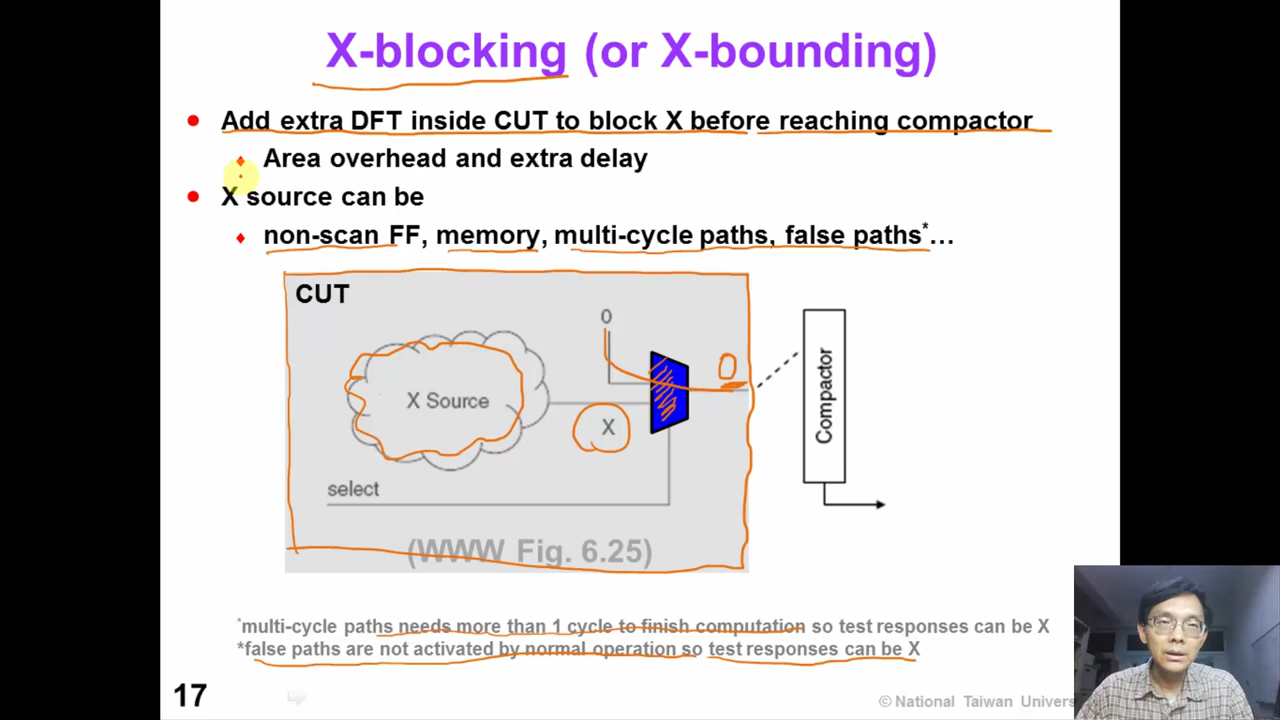 X-blocking (or X-bounding)
Add extra DFT inside CUT to block X before reaching compactor
Area overhead and extra delay
X source can be
non-scan FF, memory, multi-cycle paths, false paths*...
CUT
0
0
X Source
X
Compactor
select
(WWW Fig. 6.25)
*multi-cycle paths needs more than 1 cycle to finish computation so test responses can be X
*false paths are not activated by normal operation so test responses can be X
17
© National Taiwan